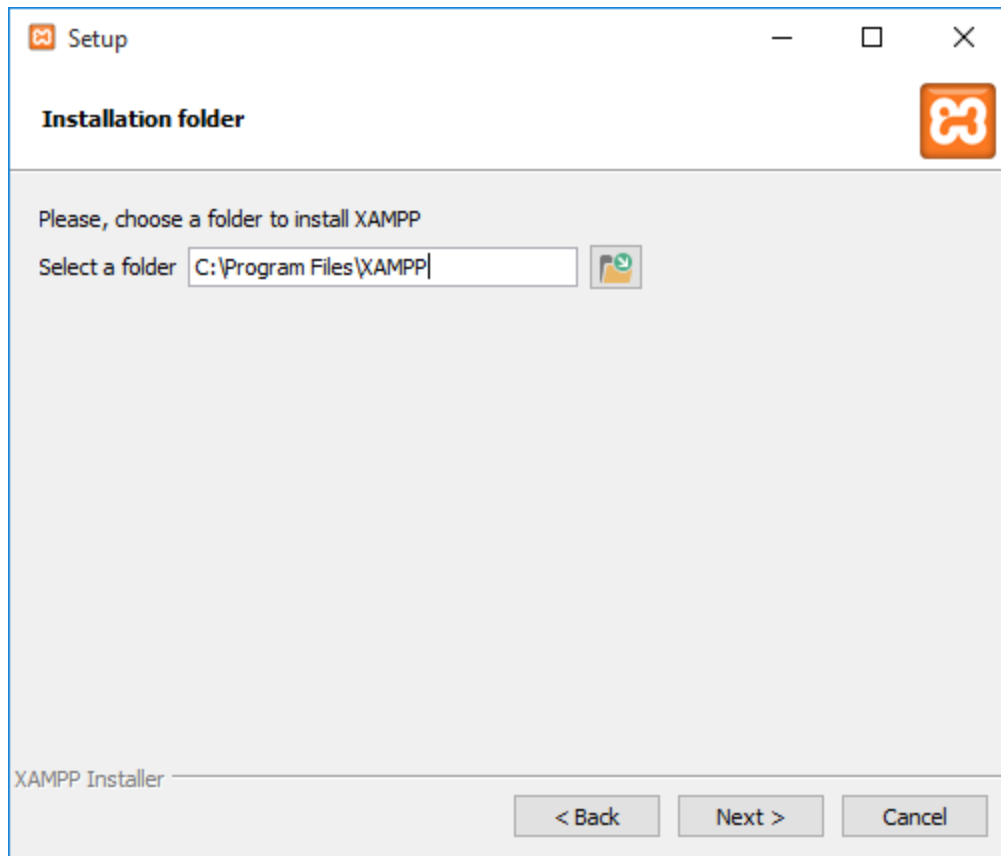 Setup
Installation folder
Please, choose a folder to install XAMPP
Select a folder C:\Program Files\XAMPP
XAMPP Installer
< Back Next > Cancel